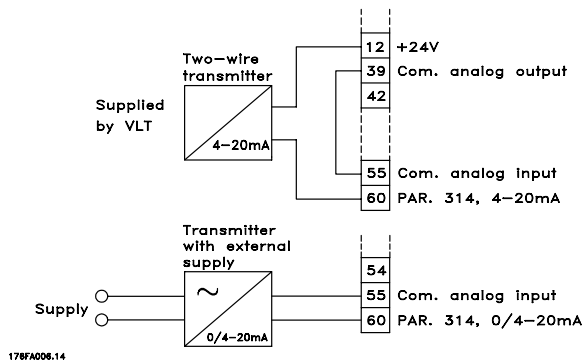 12 +24V
Two-wire
transmitter
39 Com. analog output
42
Supplied
by VLT
4-20mA
55 Com. analog input
60 PAR. 314, 4-20mA
Transmitter
with external
supply
54
~
Supply
55 Com. analog input
60 PAR. 314, 0/4-20mA
0/4-20mA
176FA006.14